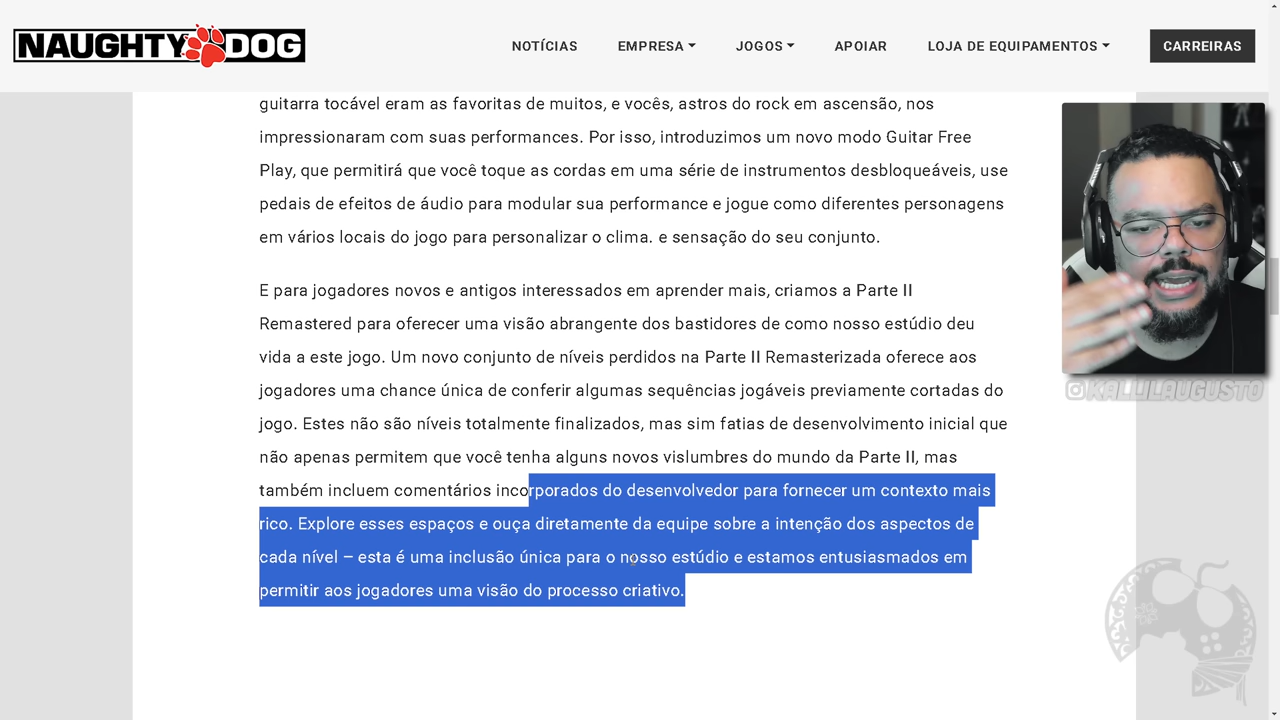 NAUGHTY DOG
NOTÍCIAS
EMPRESA
JOGOS
APOIAR
LOJA DE EQUIPAMENTOS
CARREIRAS
guitarra tocável eram as favoritas de muitos, e vocês, astros do rock em ascensão, nos
impressionaram com suas performances. Por isso, introduzimos um novo modo Guitar Free
Play, que permitirá que você toque as cordas em uma série de instrumentos desbloqueáveis, use
pedais de efeitos de áudio para modular sua performance e jogue como diferentes personagens
em vários locais do jogo para personalizar o clima. e sensação do seu conjunto.
E para jogadores novos e antigos interessados em aprender mais, criamos a Parte II
Remastered para oferecer uma visão abrangente dos bastidores de como nosso estúdio deu
vida a este jogo. Um novo conjunto de níveis perdidos na Parte II Remasterizada oferece aos
jogadores uma chance única de conferir algumas sequências jogáveis previamente cortadas do
jogo. Estes não são níveis totalmente finalizados, mas sim fatias de desenvolvimento inicial que
não apenas permitem que você tenha alguns novos vislumbres do mundo da Parte II, mas
também incluem comentários incorporados do desenvolvedor para fornecer um contexto mais
rico. Explore esses espaços e ouça diretamente da equipe sobre a intenção dos aspectos de
cada nível – esta é uma inclusão única para o nosso estúdio e estamos entusiasmados em
permitir aos jogadores uma visão do processo criativo.
KALLILAUGUSTO